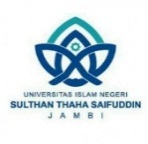 UNIVERSITAS ISLAM NEGERI
SULTHAN THAHA SAIFUDDIN
JAMBI